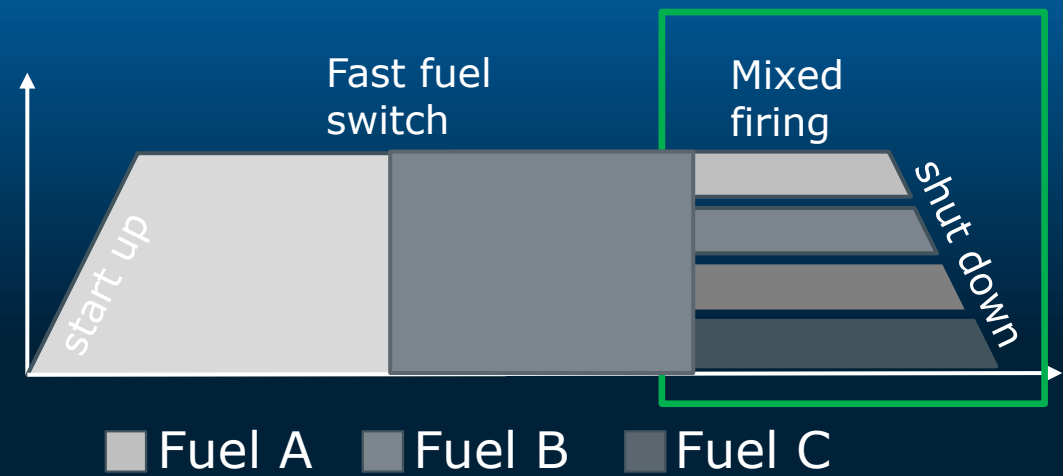 Fast fuel
switch
Mixed
firing
start up
shut down
Fuel A
Fuel B
Fuel C